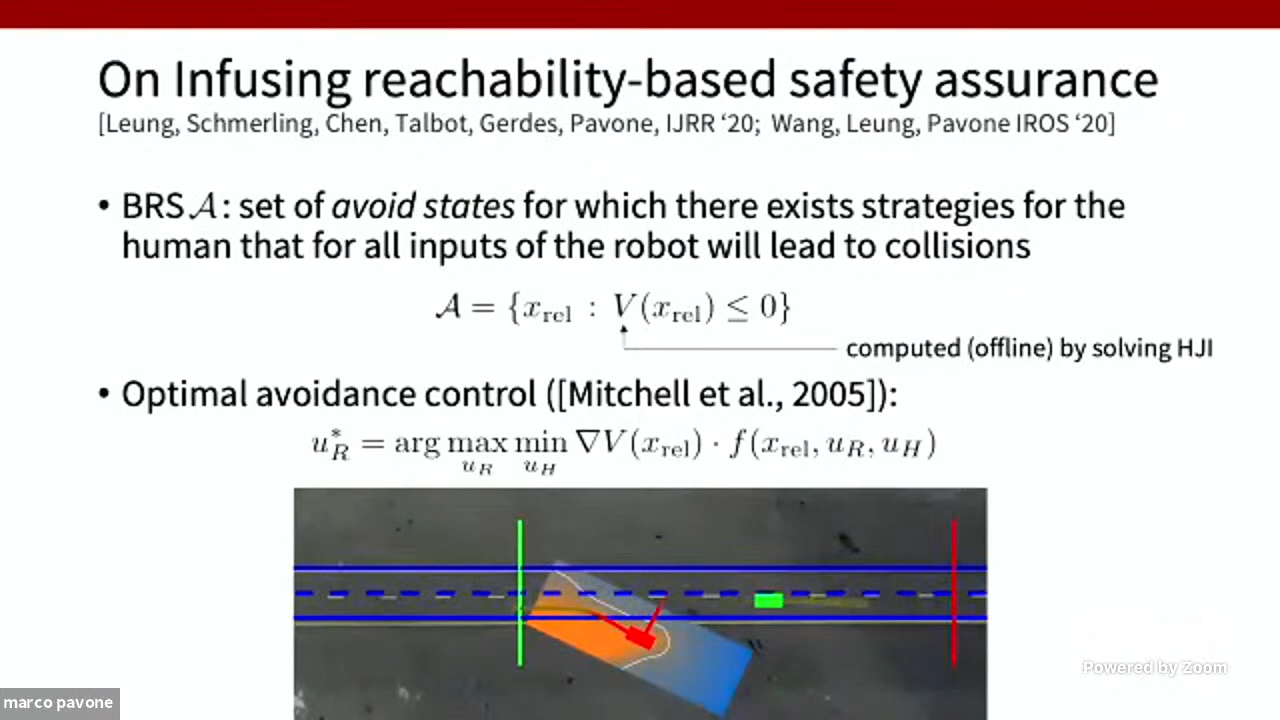 On Infusing reachability-based safety assurance
[Leung, Schmerling, Chen, Talbot, Gerdes, Pavone, IJRR ‘20; Wang, Leung, Pavone IROS ‘20]
• BRS 𝒜: set of avoid states for which there exists strategies for the
human that for all inputs of the robot will lead to collisions
𝒜 = {x_rel : V(x_rel) ≤ 0}
computed (offline) by solving HJI
• Optimal avoidance control ([Mitchell et al., 2005]):
u*_R = arg max_{u_R} min_{u_H} ∇V(x_rel) · f(x_rel, u_R, u_H)
Powered by Zoom
marco pavone